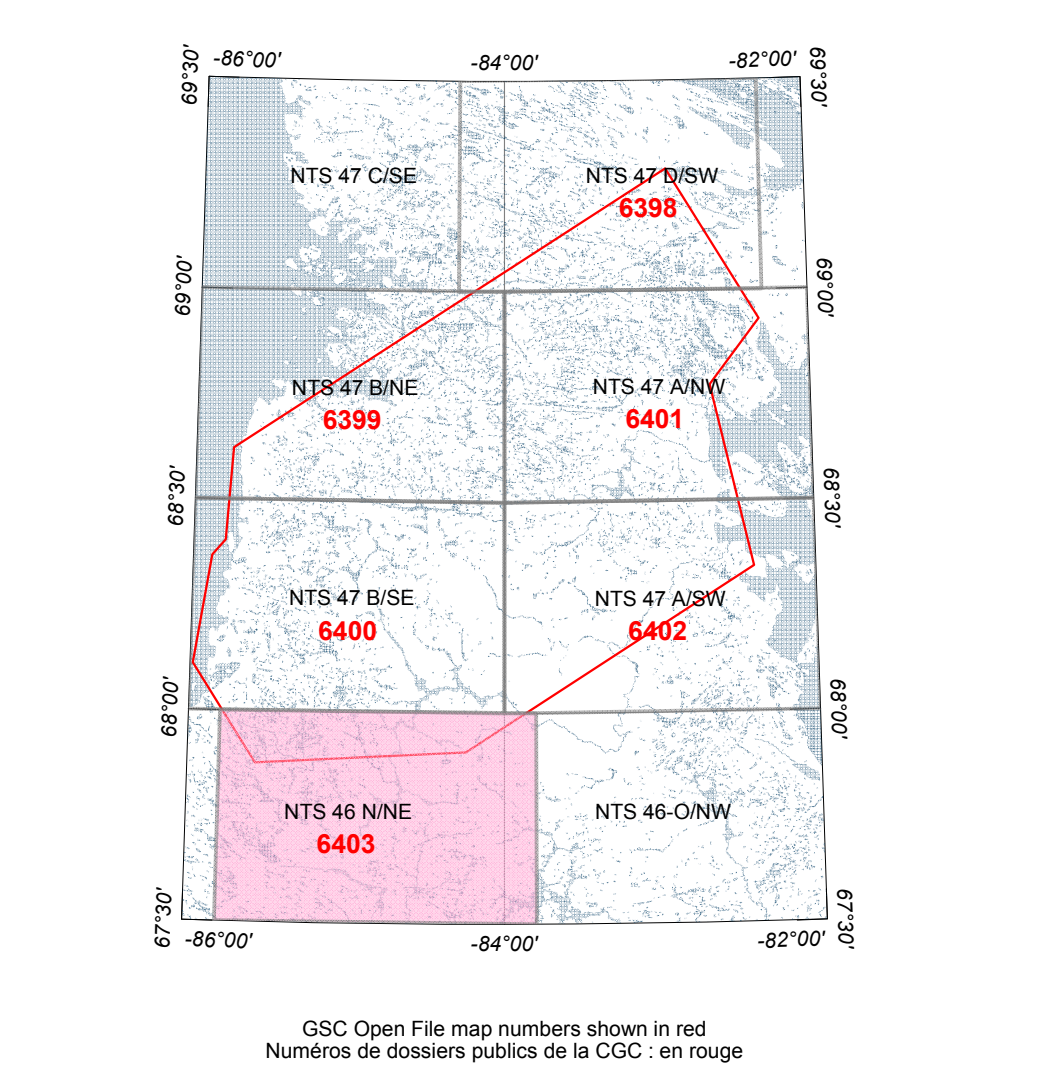 -86°00'
-84°00'
-82°00'
69°30'
69°30'
NTS 47 C/SE
NTS 47 D/SW
6398
69°00'
69°00'
NTS 47 B/NE
6399
NTS 47 A/NW
6401
68°30'
68°30'
NTS 47 B/SE
6400
NTS 47 A/SW
6402
68°00'
68°00'
NTS 46 N/NE
6403
NTS 46-O/NW
67°30'
67°30'
-86°00'
-84°00'
-82°00'
GSC Open File map numbers shown in red
Numéros de dossiers publics de la CGC : en rouge